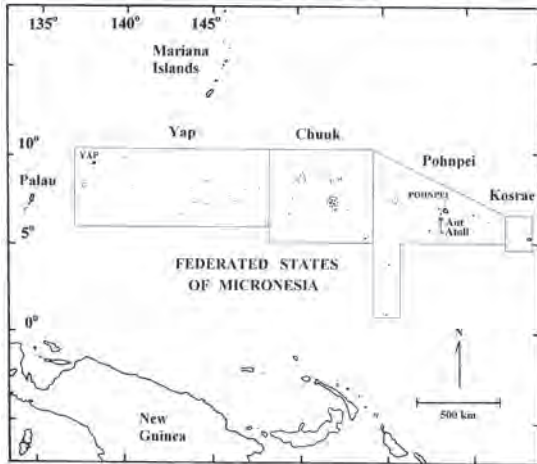 135° 140° 145°
Mariana
Islands
Yap Chuuk
10°
YAP
Pohnpei
Palau
POHNPEI
Kosrae
Ant
Atoll
5°
FEDERATED STATES
OF MICRONESIA
0°
N
500 km
New
Guinea